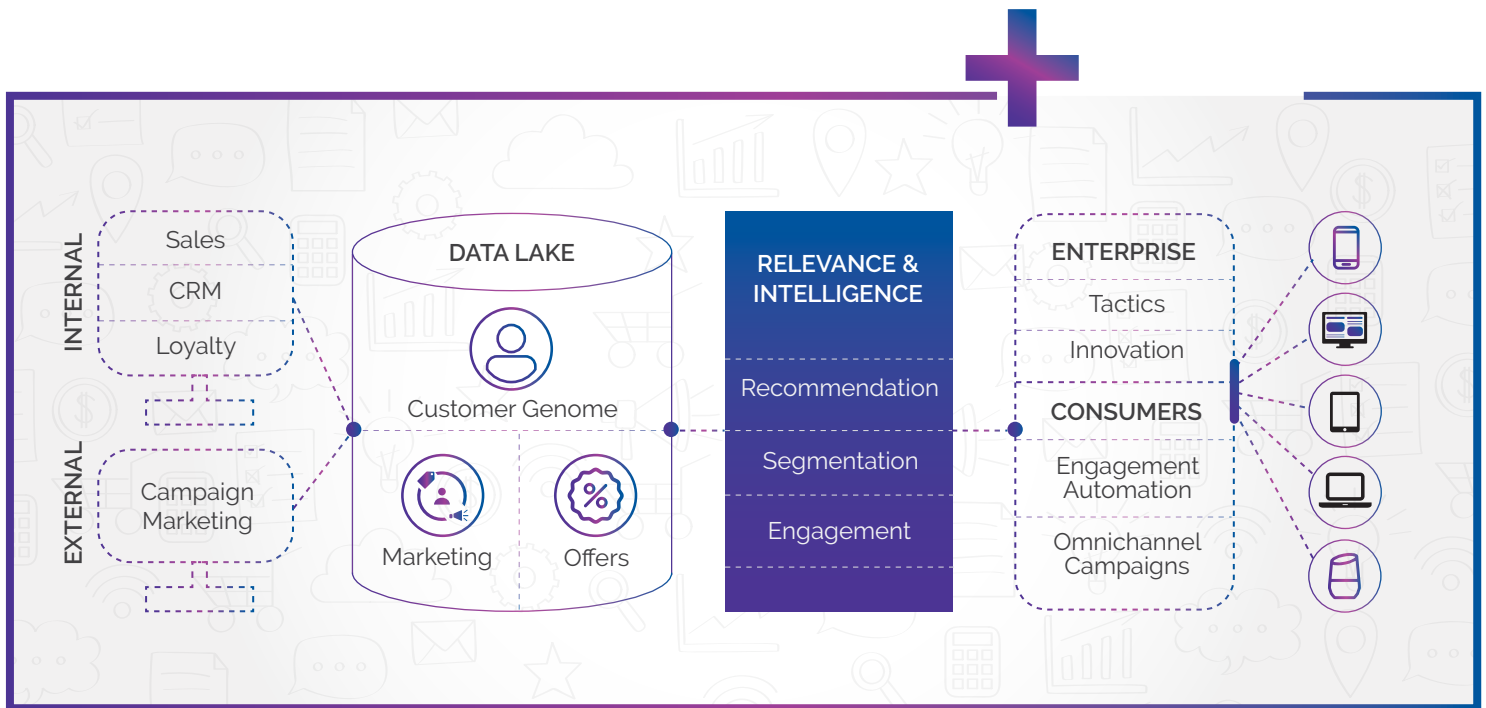 INTERNAL
Sales
CRM
Loyalty
EXTERNAL
Campaign
Marketing
DATA LAKE
Customer Genome
Marketing
Offers
RELEVANCE &
INTELLIGENCE
Recommendation
Segmentation
Engagement
ENTERPRISE
Tactics
Innovation
CONSUMERS
Engagement
Automation
Omnichannel
Campaigns